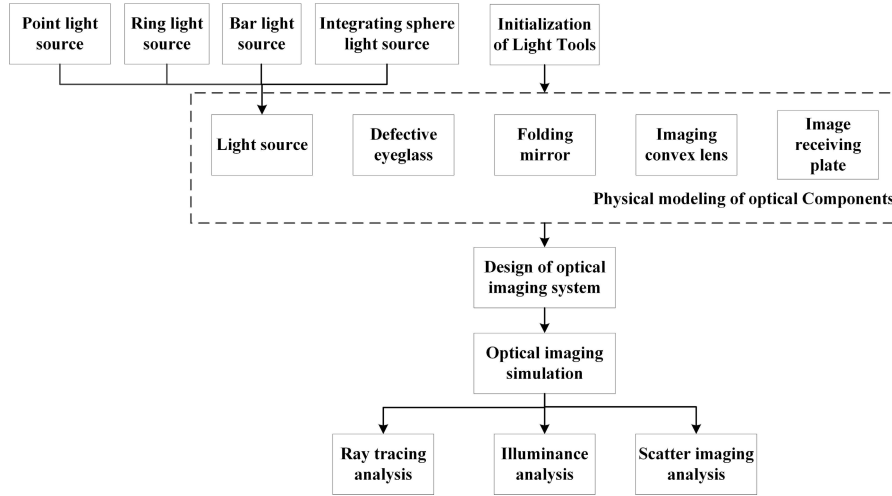 Point light
source
Ring light
source
Bar light
source
Integrating sphere
light source
Initialization
of Light Tools
Light source
Defective
eyeglass
Folding
mirror
Imaging
convex lens
Image
receiving
plate
Physical modeling of optical Components
Design of optical
imaging system
Optical imaging
simulation
Ray tracing
analysis
Illuminance
analysis
Scatter imaging
analysis